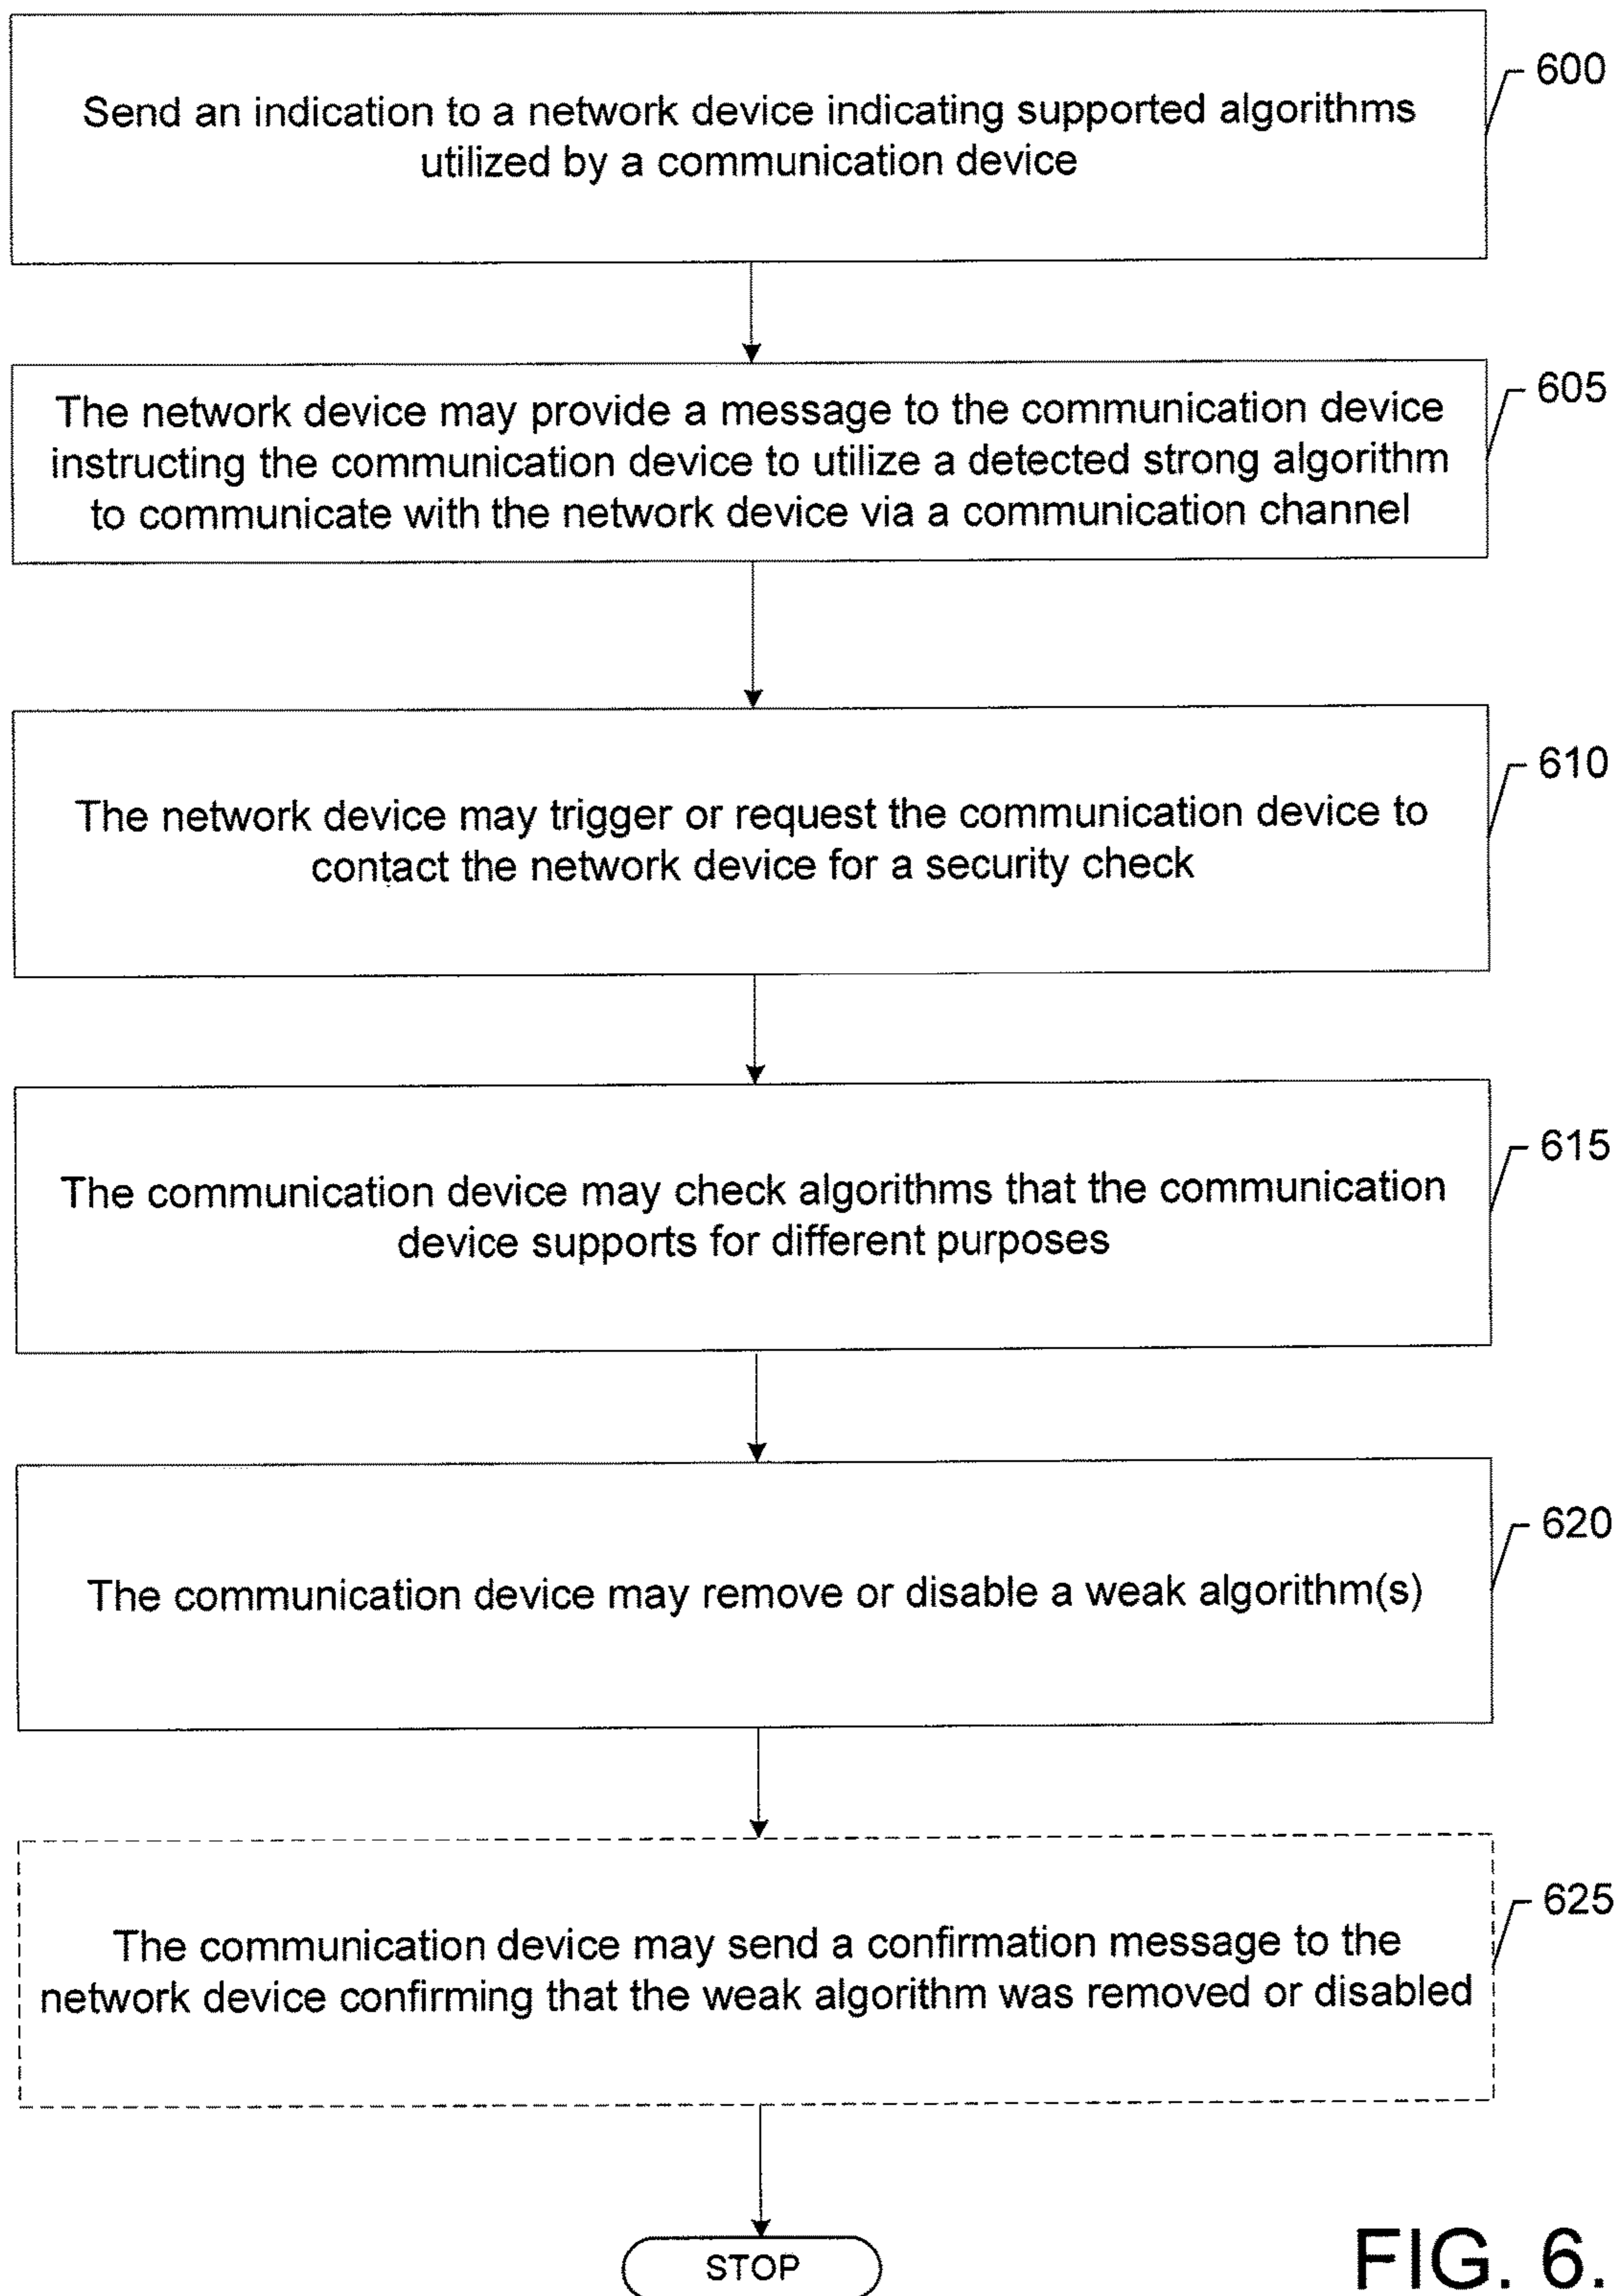 600
Send an indication to a network device indicating supported algorithms
utilized by a communication device
605
The network device may provide a message to the communication device
instructing the communication device to utilize a detected strong algorithm
to communicate with the network device via a communication channel
610
The network device may trigger or request the communication device to
contact the network device for a security check
615
The communication device may check algorithms that the communication
device supports for different purposes
620
The communication device may remove or disable a weak algorithm(s)
625
The communication device may send a confirmation message to the
network device confirming that the weak algorithm was removed or disabled
STOP
FIG. 6.